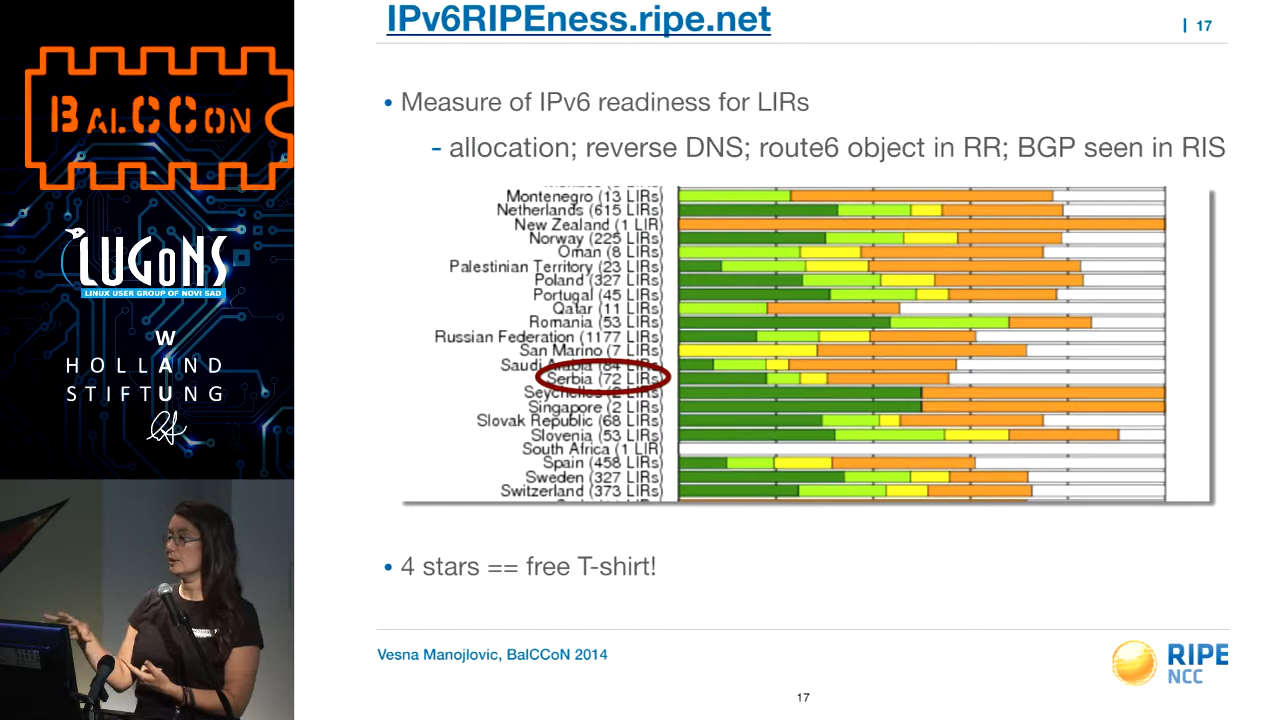 IPv6RIPEness.ripe.net
| 17
• Measure of IPv6 readiness for LIRs
- allocation; reverse DNS; route6 object in RR; BGP seen in RIS
Montenegro (13 LIRs)
Netherlands (615 LIRs)
New Zealand (1 LIR)
Norway (225 LIRs)
Oman (8 LIRs)
Palestinian Territory (23 LIRs)
Poland (327 LIRs)
Portugal (45 LIRs)
Qatar (11 LIRs)
Romania (53 LIRs)
Russian Federation (1177 LIRs)
San Marino (7 LIRs)
Saudi Arabia (84 LIRs)
Serbia (72 LIRs)
Seychelles (2 LIRs)
Singapore (2 LIRs)
Slovak Republic (68 LIRs)
Slovenia (53 LIRs)
South Africa (1 LIR)
Spain (458 LIRs)
Sweden (327 LIRs)
Switzerland (373 LIRs)
• 4 stars == free T-shirt!
Vesna Manojlovic, BalCCoN 2014
RIPE
NCC
17
BALCCON
LUGONS
LINUX USER GROUP OF NOVI SAD
W
HOLLAND
A
U
STIFTUNG